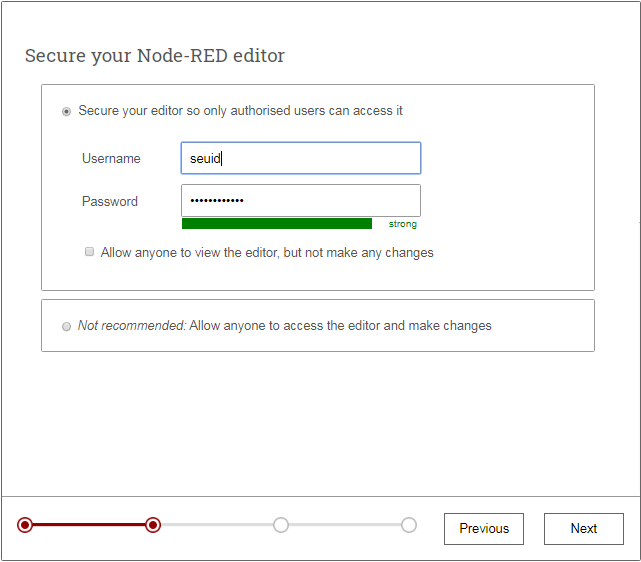 Secure your Node-RED editor
Secure your editor so only authorised users can access it
Username
seuid
Password
••••••••••••
strong
Allow anyone to view the editor, but not make any changes
Not recommended: Allow anyone to access the editor and make changes
Previous
Next